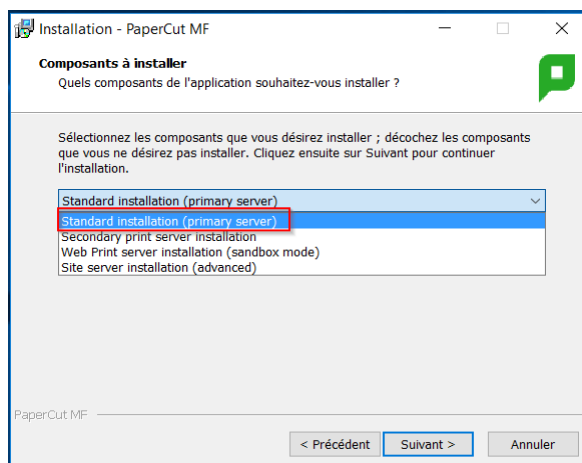 Installation - PaperCut MF
Composants à installer
Quels composants de l'application souhaitez-vous installer ?
Sélectionnez les composants que vous désirez installer ; décochez les composants
que vous ne désirez pas installer. Cliquez ensuite sur Suivant pour continuer
l'installation.
Standard installation (primary server)
Standard installation (primary server)
Secondary print server installation
Web Print server installation (sandbox mode)
Site server installation (advanced)
PaperCut MF
< Précédent
Suivant >
Annuler